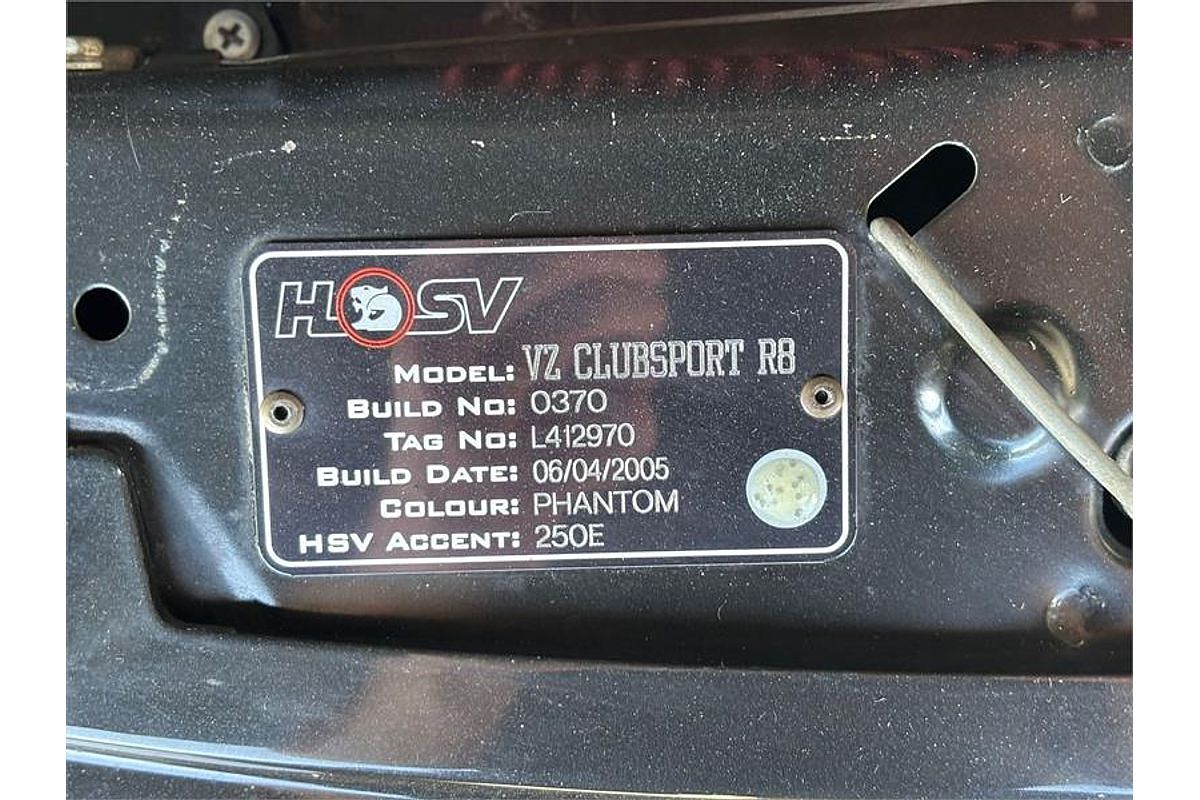 HSV
MODEL: VZ CLUBSPORT R8
BUILD NO: 0370
TAG NO: L412970
BUILD DATE: 06/04/2005
COLOUR: PHANTOM
HSV ACCENT: 250E